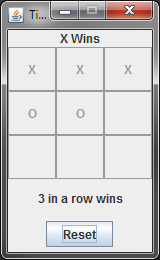 Ti...
X Wins
X X X
O O
3 in a row wins
Reset